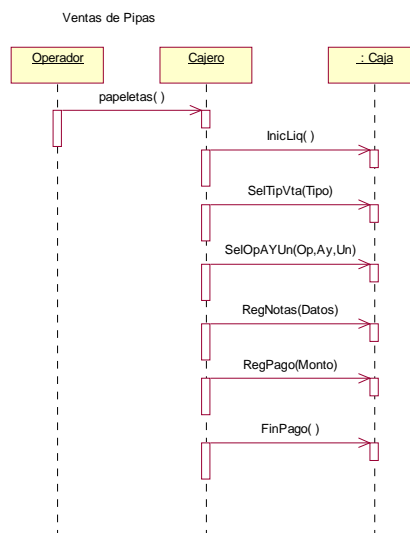 Ventas de Pipas
Operador
Cajero
: Caja
papeletas( )
InicLiq( )
SelTipVta(Tipo)
SelOpAYUn(Op,Ay,Un)
RegNotas(Datos)
RegPago(Monto)
FinPago( )